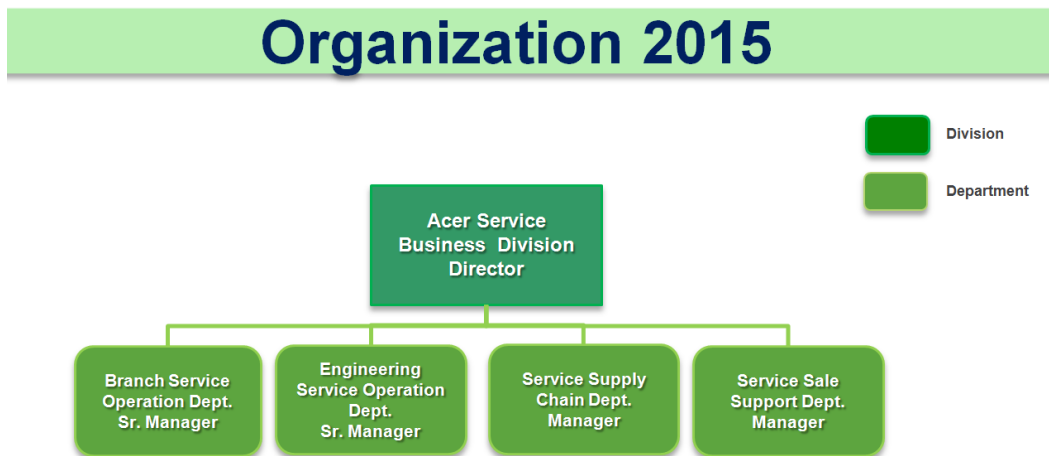 Organization 2015
Division
Department
Acer Service
Business Division
Director
Branch Service
Operation Dept.
Sr. Manager
Engineering
Service Operation
Dept.
Sr. Manager
Service Supply
Chain Dept.
Manager
Service Sale
Support Dept.
Manager